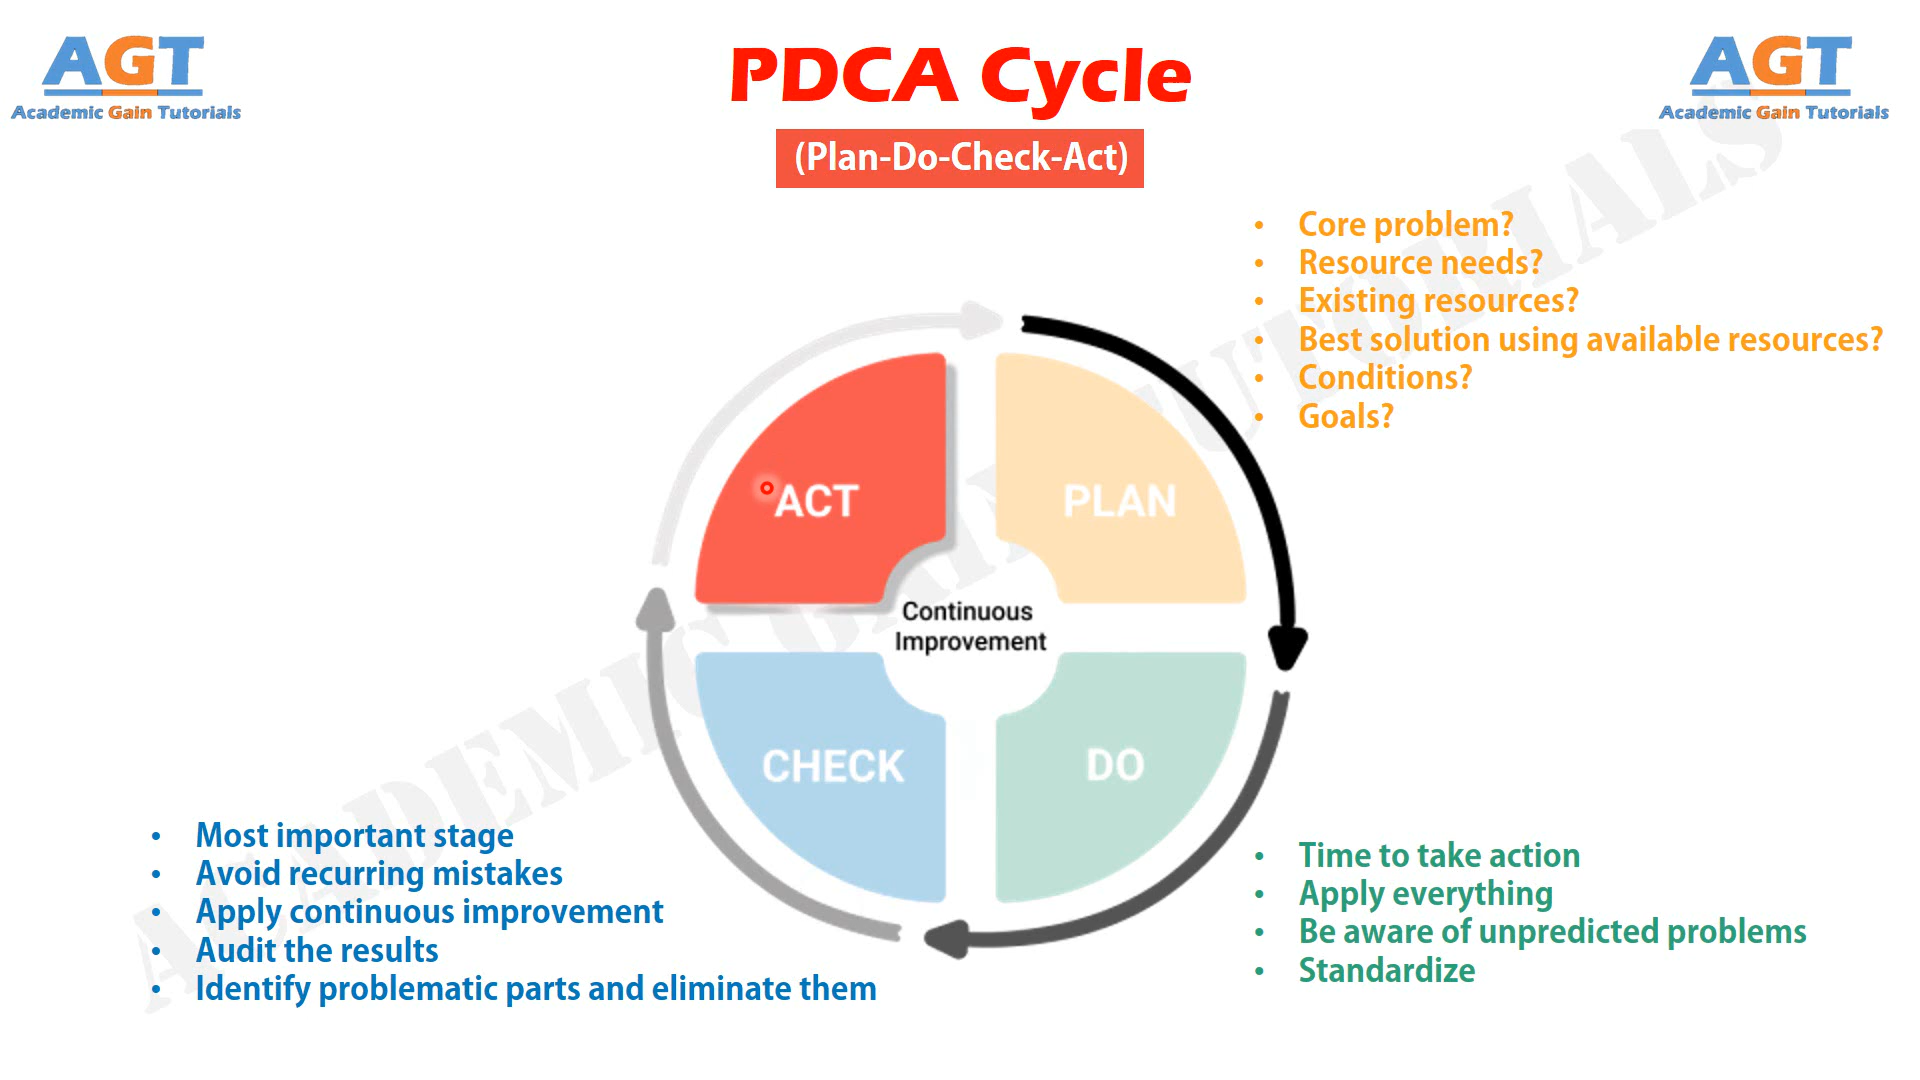 AGT
Academic Gain Tutorials
PDCA Cycle
(Plan-Do-Check-Act)
AGT
Academic Gain Tutorials
• Core problem?
• Resource needs?
• Existing resources?
• Best solution using available resources?
• Conditions?
• Goals?
ACT
PLAN
Continuous
Improvement
CHECK
DO
• Most important stage
• Avoid recurring mistakes
• Apply continuous improvement
• Audit the results
• Identify problematic parts and eliminate them
• Time to take action
• Apply everything
• Be aware of unpredicted problems
• Standardize
ACADEMIC GAIN TUTORIALS